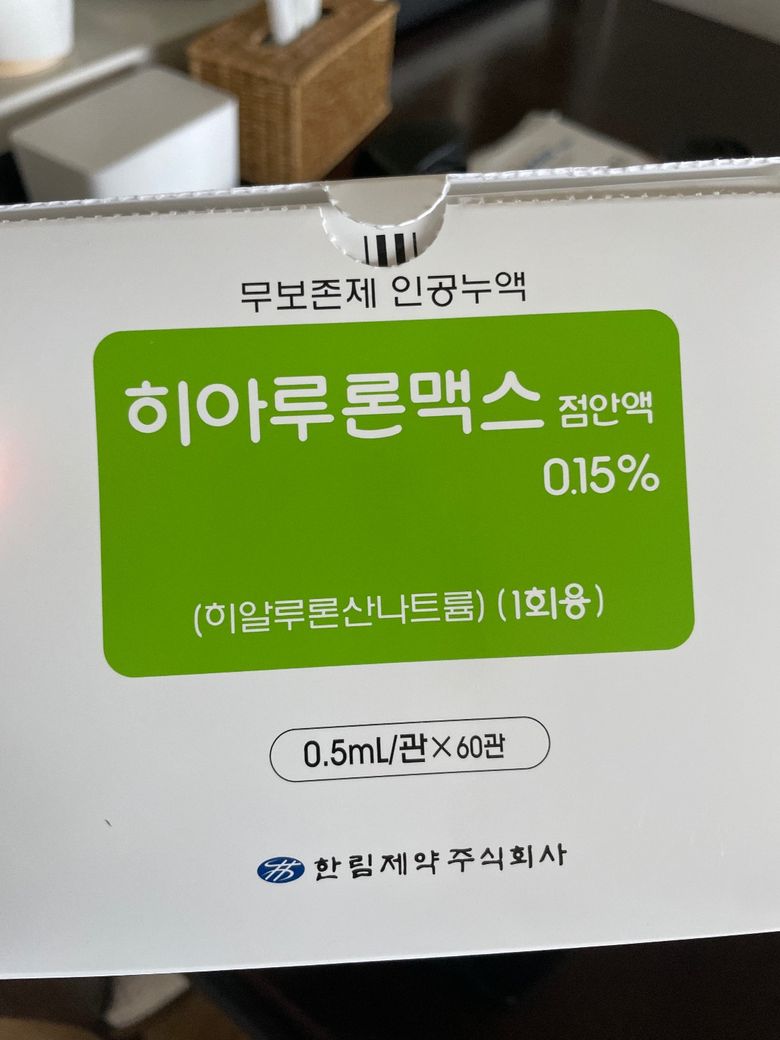 무보존제 인공누액
히아루론맥스 점안액
0.15%
(히알루론산나트륨) (1회용)
0.5mL/관×60관
한림제약주식회사